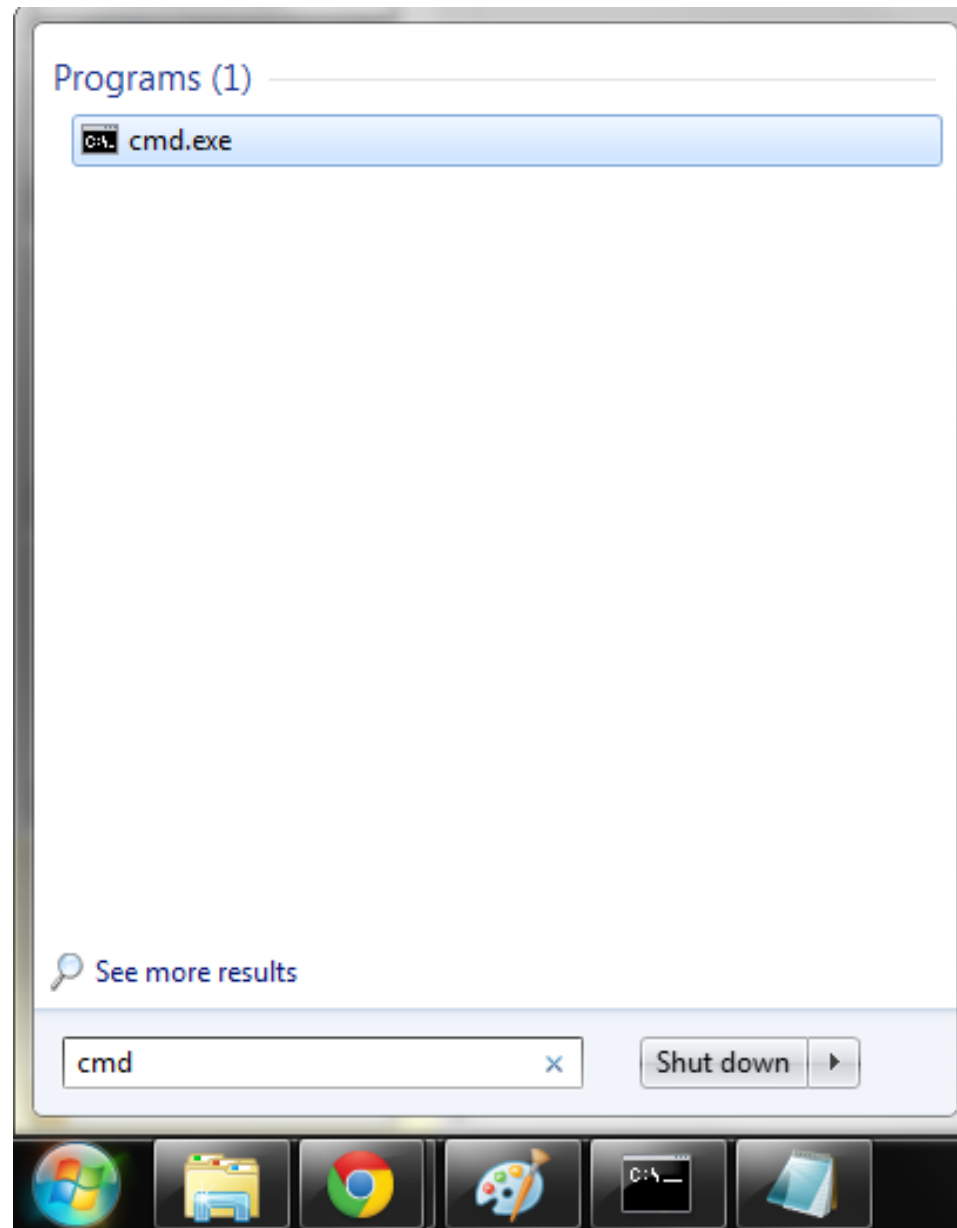 Programs (1)
C:\. cmd.exe
See more results
cmd
Shut down
C:\_